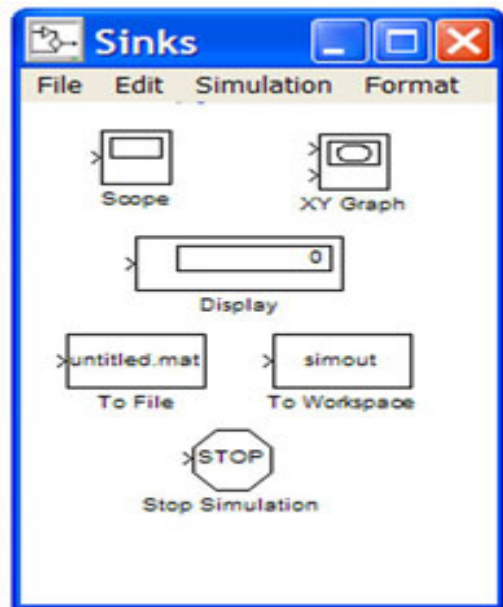 Sinks
File Edit Simulation Format
Scope
XY Graph
0
Display
untitled.mat
simout
To File
To Workspace
STOP
Stop Simulation